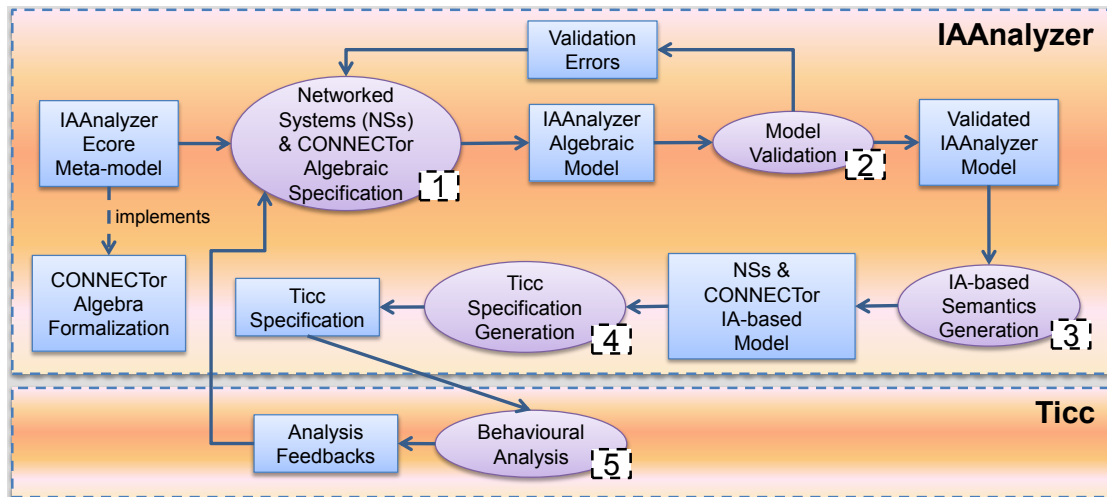 IAAnalyzer
Validation
Errors
IAAnalyzer
Ecore
Meta-model
Networked
Systems (NSs)
& CONNECTor
Algebraic
Specification
1
IAAnalyzer
Algebraic
Model
Model
Validation
2
Validated
IAAnalyzer
Model
implements
CONNECTor
Algebra
Formalization
Ticc
Specification
Ticc
Specification
Generation
4
NSs &
CONNECTor
IA-based
Model
IA-based
Semantics
Generation
3
Ticc
Analysis
Feedbacks
Behavioural
Analysis
5